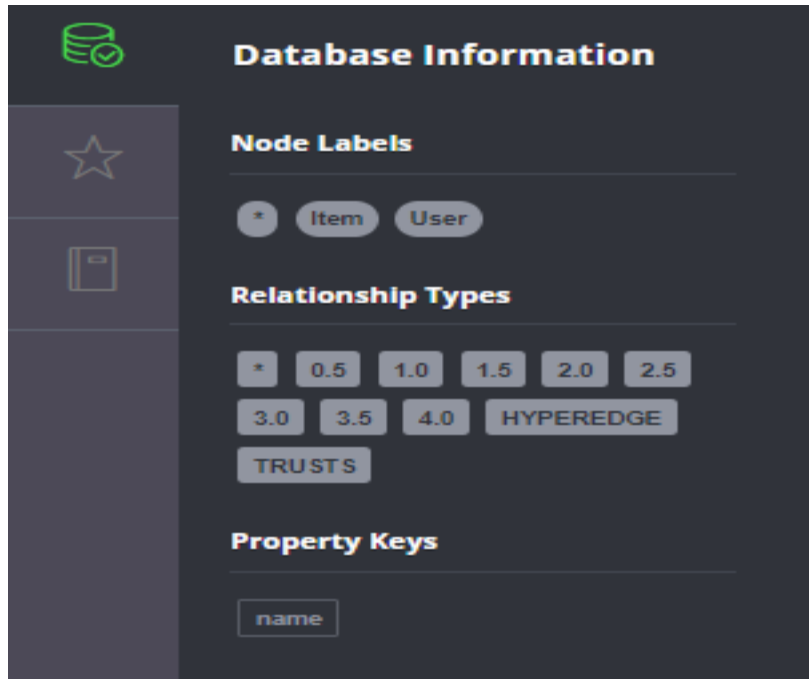 Database Information
Node Labels
* Item User
Relationship Types
* 0.5 1.0 1.5 2.0 2.5
3.0 3.5 4.0 HYPEREDGE
TRUSTS
Property Keys
name